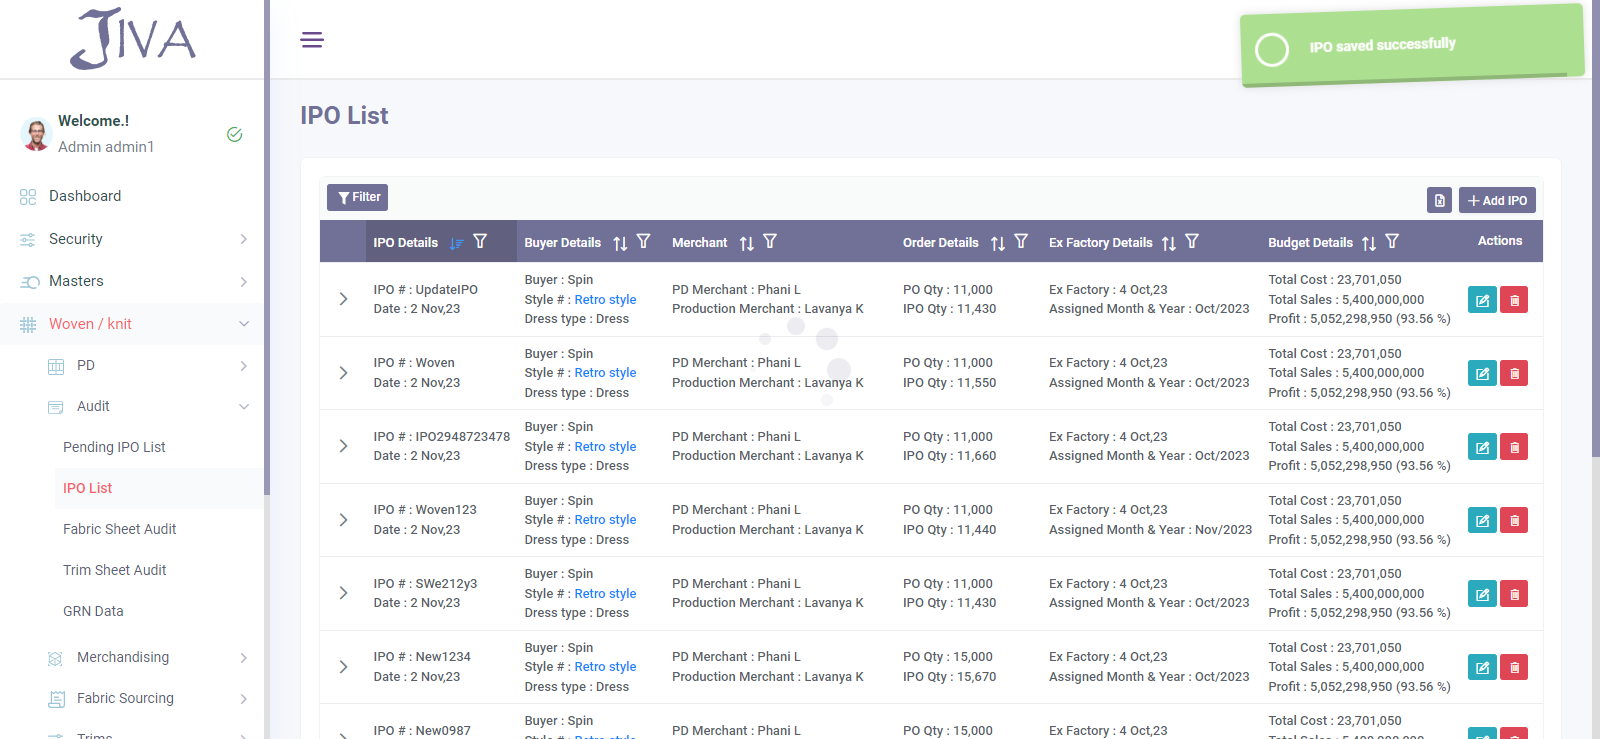 JIVA
IPO saved successfully
Welcome.!
Admin admin1
Dashboard
Security
Masters
Woven / knit
PD
Audit
Pending IPO List
IPO List
Fabric Sheet Audit
Trim Sheet Audit
GRN Data
Merchandising
Fabric Sourcing
Trims
IPO List
Filter
Add IPO
IPO Details Buyer Details Merchant Order Details Ex Factory Details Budget Details Actions
IPO # : UpdateIPO
Date : 2 Nov,23
Buyer : Spin
Style # : Retro style
Dress type : Dress
PD Merchant : Phani L
Production Merchant : Lavanya K
PO Qty : 11,000
IPO Qty : 11,430
Ex Factory : 4 Oct,23
Assigned Month & Year : Oct/2023
Total Cost : 23,701,050
Total Sales : 5,400,000,000
Profit : 5,052,298,950 (93.56 %)
IPO # : Woven
Date : 2 Nov,23
Buyer : Spin
Style # : Retro style
Dress type : Dress
PD Merchant : Phani L
Production Merchant : Lavanya K
PO Qty : 11,000
IPO Qty : 11,550
Ex Factory : 4 Oct,23
Assigned Month & Year : Oct/2023
Total Cost : 23,701,050
Total Sales : 5,400,000,000
Profit : 5,052,298,950 (93.56 %)
IPO # : IPO2948723478
Date : 2 Nov,23
Buyer : Spin
Style # : Retro style
Dress type : Dress
PD Merchant : Phani L
Production Merchant : Lavanya K
PO Qty : 11,000
IPO Qty : 11,660
Ex Factory : 4 Oct,23
Assigned Month & Year : Oct/2023
Total Cost : 23,701,050
Total Sales : 5,400,000,000
Profit : 5,052,298,950 (93.56 %)
IPO # : Woven123
Date : 2 Nov,23
Buyer : Spin
Style # : Retro style
Dress type : Dress
PD Merchant : Phani L
Production Merchant : Lavanya K
PO Qty : 11,000
IPO Qty : 11,440
Ex Factory : 4 Oct,23
Assigned Month & Year : Nov/2023
Total Cost : 23,701,050
Total Sales : 5,400,000,000
Profit : 5,052,298,950 (93.56 %)
IPO # : SWe212y3
Date : 2 Nov,23
Buyer : Spin
Style # : Retro style
Dress type : Dress
PD Merchant : Phani L
Production Merchant : Lavanya K
PO Qty : 11,000
IPO Qty : 11,430
Ex Factory : 4 Oct,23
Assigned Month & Year : Oct/2023
Total Cost : 23,701,050
Total Sales : 5,400,000,000
Profit : 5,052,298,950 (93.56 %)
IPO # : New1234
Date : 2 Nov,23
Buyer : Spin
Style # : Retro style
Dress type : Dress
PD Merchant : Phani L
Production Merchant : Lavanya K
PO Qty : 15,000
IPO Qty : 15,670
Ex Factory : 4 Oct,23
Assigned Month & Year : Oct/2023
Total Cost : 23,701,050
Total Sales : 5,400,000,000
Profit : 5,052,298,950 (93.56 %)
IPO # : New0987
Buyer : Spin
Style # : Retro style
PD Merchant : Phani L
PO Qty : 15,000
Ex Factory : 4 Oct,23
Total Cost : 23,701,050
Total Sales : 5,400,000,000